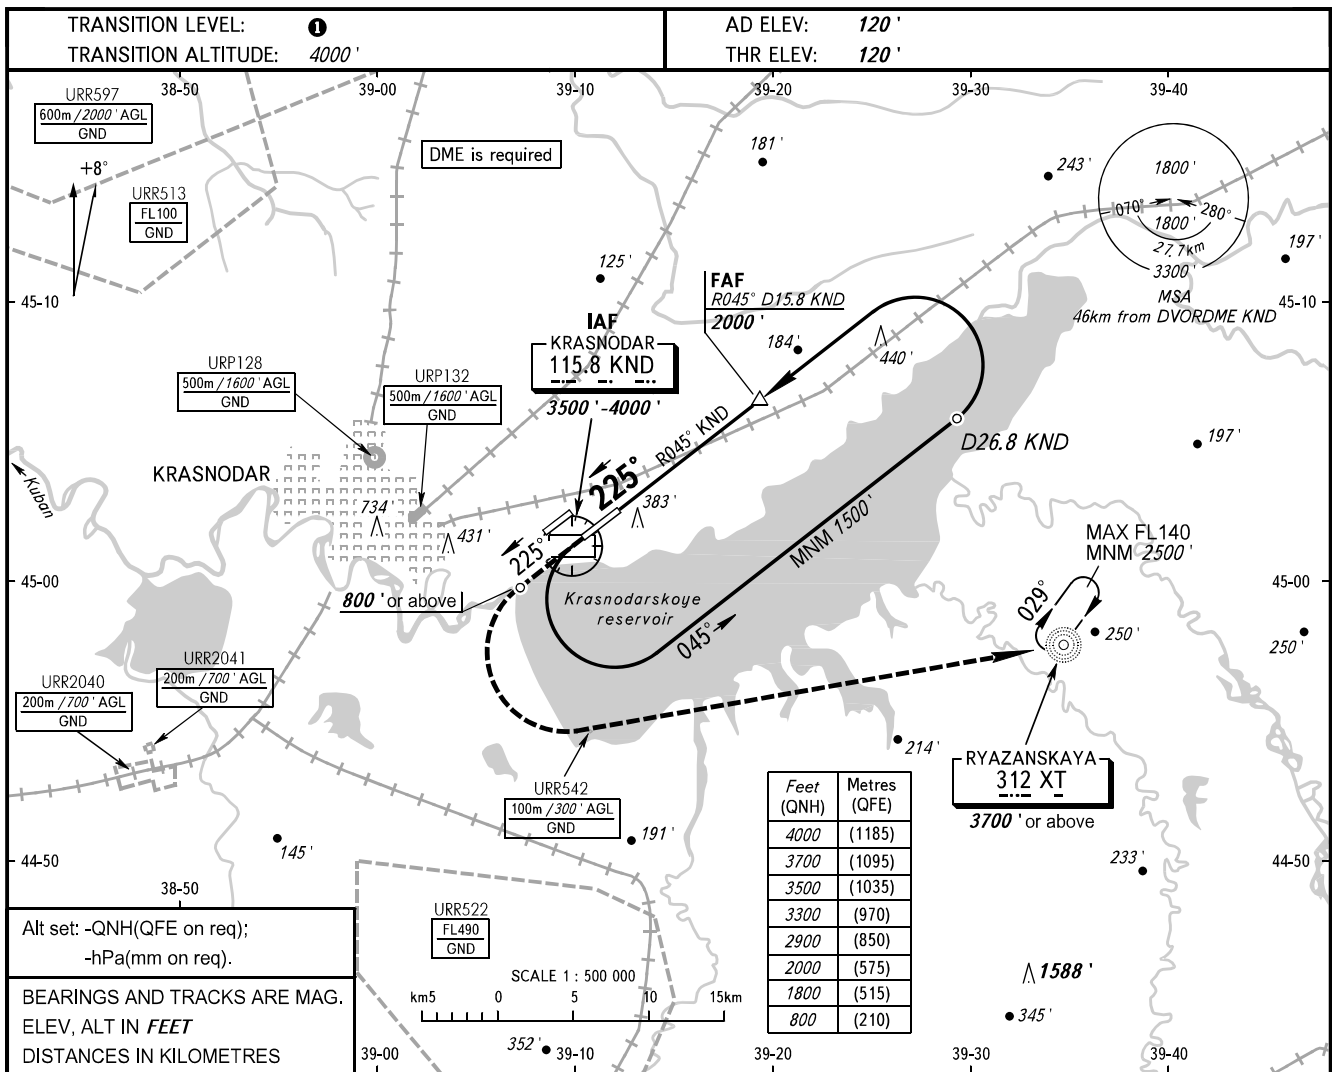 TRANSITION LEVEL: ❶
TRANSITION ALTITUDE: 4000'
AD ELEV: 120'
THR ELEV: 120'
38-50
39-00
39-10
39-20
39-30
39-40
URR597
600m/2000' AGL
GND
+8°
URR513
FL100
GND
DME is required
181'
243'
1800'
070°
280°
1800'
27.7km
3300'
MSA
46km from DVORDME KND
197'
125'
45-10
45-10
FAF
R045° D15.8 KND
2000'
IAF
KRASNODAR
115.8 KND
3500'-4000'
184'
440'
URP128
500m/1600' AGL
GND
URP132
500m/1600' AGL
GND
R045° KND
D26.8 KND
197'
KRASNODAR
Kuban
734'
431'
225°
383'
225°
MNM 1500'
MAX FL140
MNM 2500'
45-00
45-00
800' or above
Krasnodarskoye
reservoir
045°
029°
250'
250'
URR2041
200m/700' AGL
GND
URR2040
200m/700' AGL
GND
214'
RYAZANSKAYA
312 XT
3700' or above
URR542
100m/300' AGL
GND
191'
145'
44-50
44-50
38-50
233'
Feet Metres
(QNH) (QFE)
4000 (1185)
3700 (1095)
3500 (1035)
3300 (970)
2900 (850)
2000 (575)
1800 (515)
800 (210)
URR522
FL490
GND
Alt set: -QNH(QFE on req);
-hPa(mm on req).
SCALE 1 : 500 000
km5 0 5 10 15km
1588'
345'
352'
BEARINGS AND TRACKS ARE MAG.
ELEV, ALT IN FEET
DISTANCES IN KILOMETRES
39-00
39-10
39-20
39-30
39-40